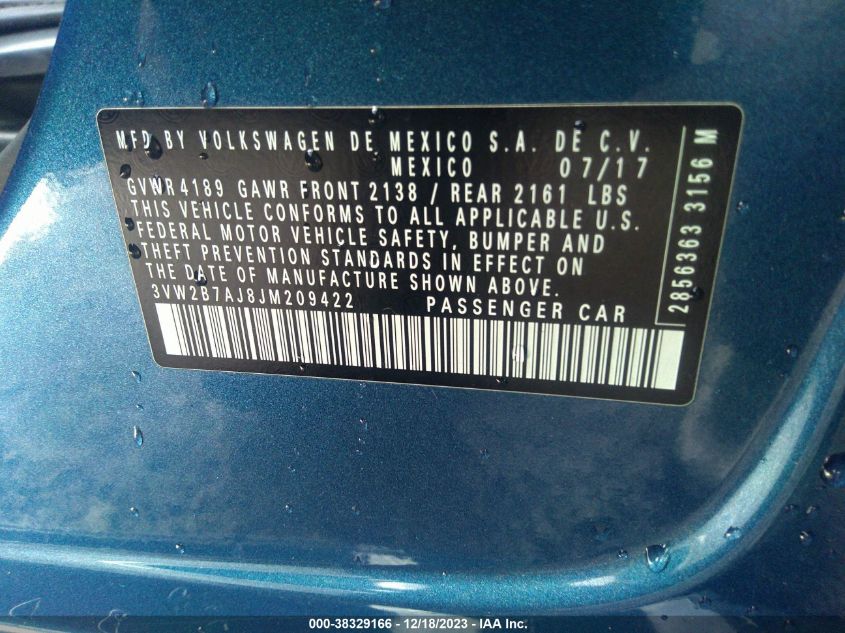 MFD BY VOLKSWAGEN DE MEXICO S.A. DE C.V.
MEXICO 07/17
GVWR 4189 GAWR FRONT 2138 / REAR 2161 LBS
THIS VEHICLE CONFORMS TO ALL APPLICABLE U.S.
FEDERAL MOTOR VEHICLE SAFETY, BUMPER AND
THEFT PREVENTION STANDARDS IN EFFECT ON
THE DATE OF MANUFACTURE SHOWN ABOVE.
3VW2B7AJ8JM209422 PASSENGER CAR
2856363 3156 M
000-38329166 - 12/18/2023 - IAA Inc.